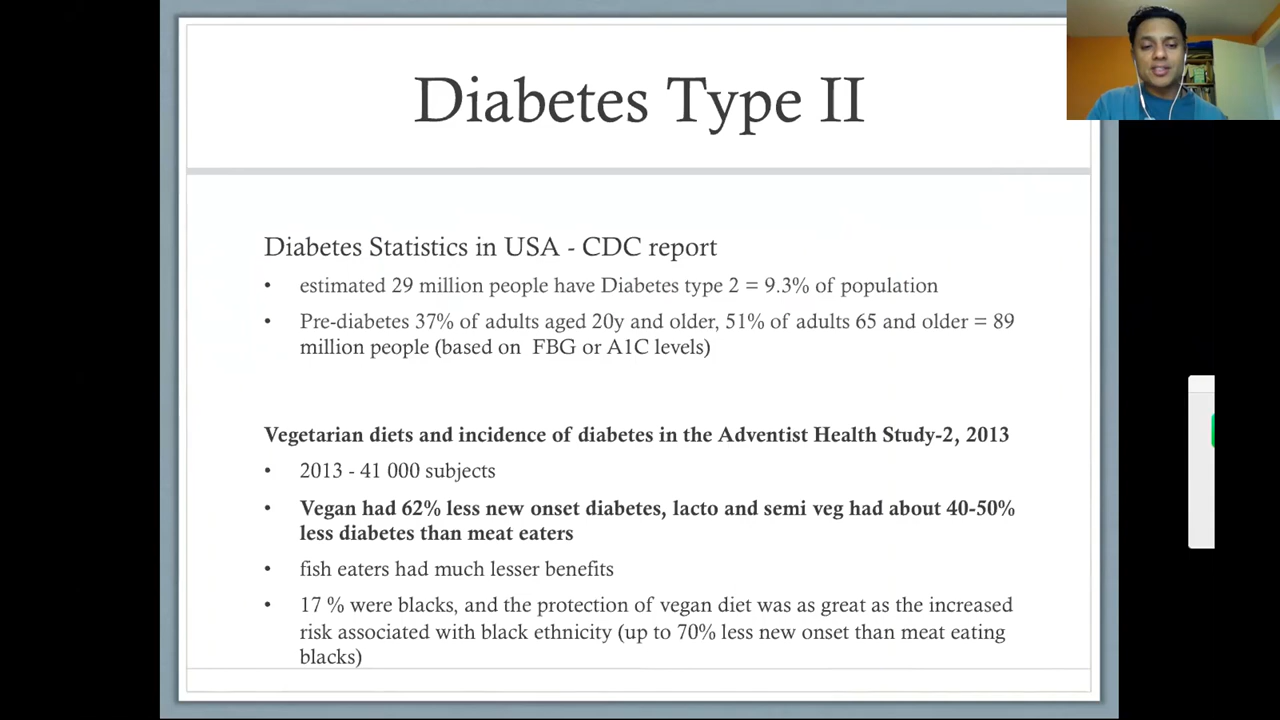 Diabetes Type II
Diabetes Statistics in USA - CDC report
• estimated 29 million people have Diabetes type 2 = 9.3% of population
• Pre-diabetes 37% of adults aged 20y and older, 51% of adults 65 and older = 89
million people (based on FBG or A1C levels)
Vegetarian diets and incidence of diabetes in the Adventist Health Study-2, 2013
• 2013 - 41 000 subjects
• Vegan had 62% less new onset diabetes, lacto and semi veg had about 40-50%
less diabetes than meat eaters
• fish eaters had much lesser benefits
• 17 % were blacks, and the protection of vegan diet was as great as the increased
risk associated with black ethnicity (up to 70% less new onset than meat eating
blacks)